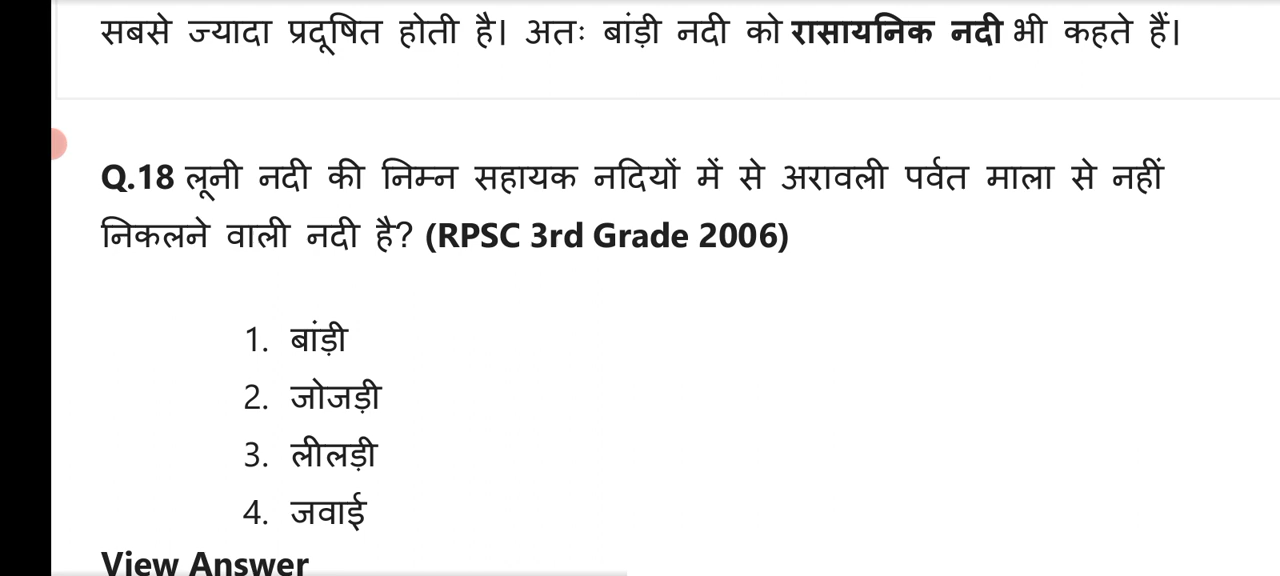 सबसे ज्यादा प्रदूषित होती है। अतः बांड़ी नदी को रासायनिक नदी भी कहते हैं।
Q.18 लूनी नदी की निम्न सहायक नदियों में से अरावली पर्वत माला से नहीं
निकलने वाली नदी है? (RPSC 3rd Grade 2006)
1. बांड़ी
2. जोजड़ी
3. लीलड़ी
4. जवाई
View Answer